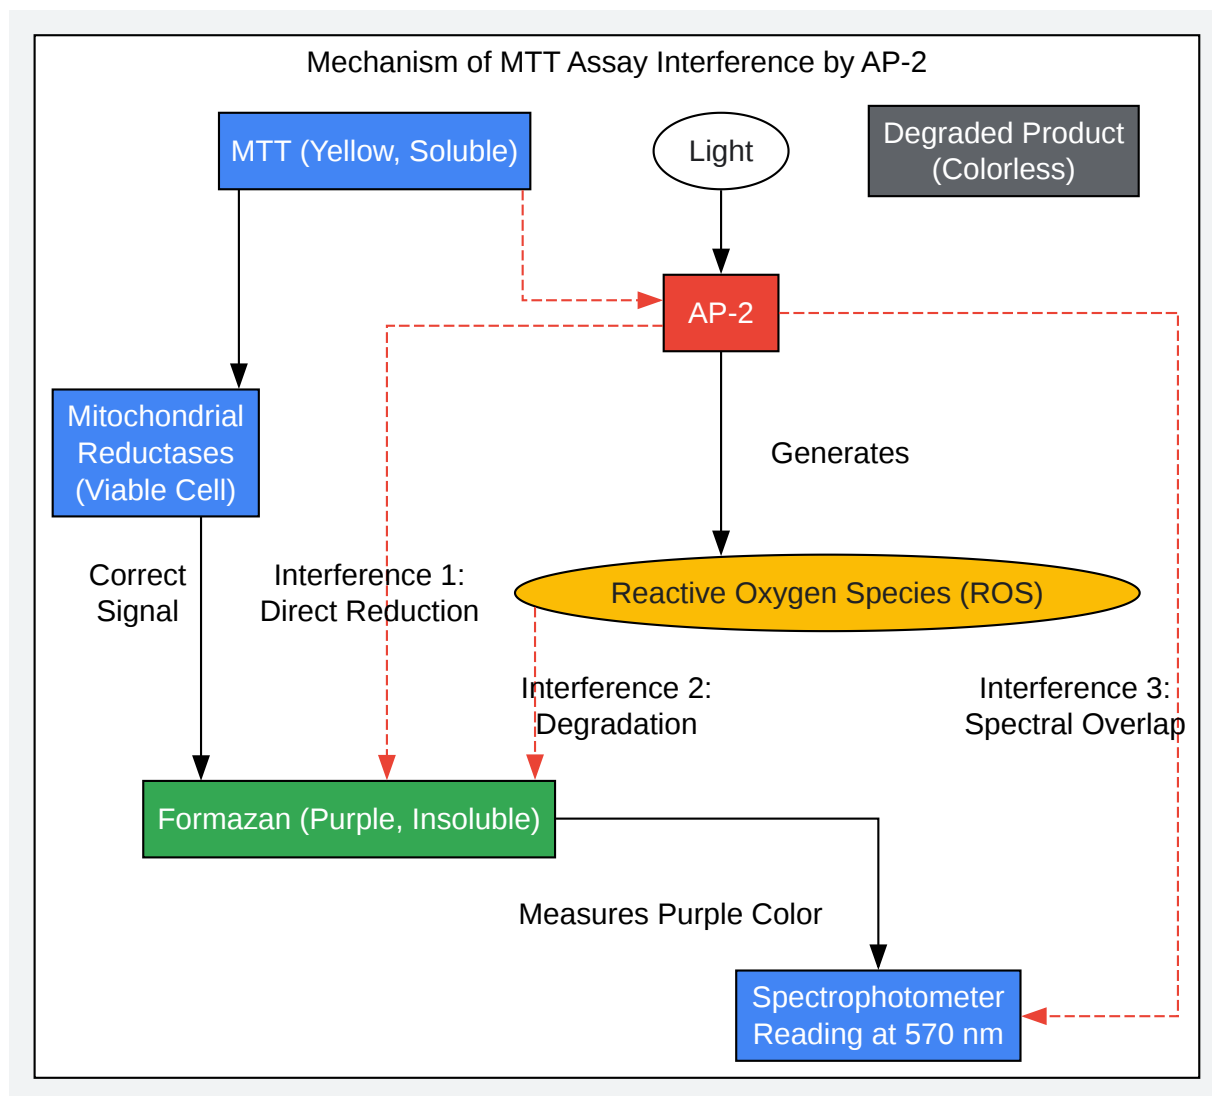 Mechanism of MTT Assay Interference by AP-2
MTT (Yellow, Soluble)
Light
Degraded Product
(Colorless)
AP-2
Mitochondrial
Reductases
(Viable Cell)
Generates
Correct
Signal
Interference 1:
Direct Reduction
Reactive Oxygen Species (ROS)
Interference 2:
Degradation
Interference 3:
Spectral Overlap
Formazan (Purple, Insoluble)
Measures Purple Color
Spectrophotometer
Reading at 570 nm